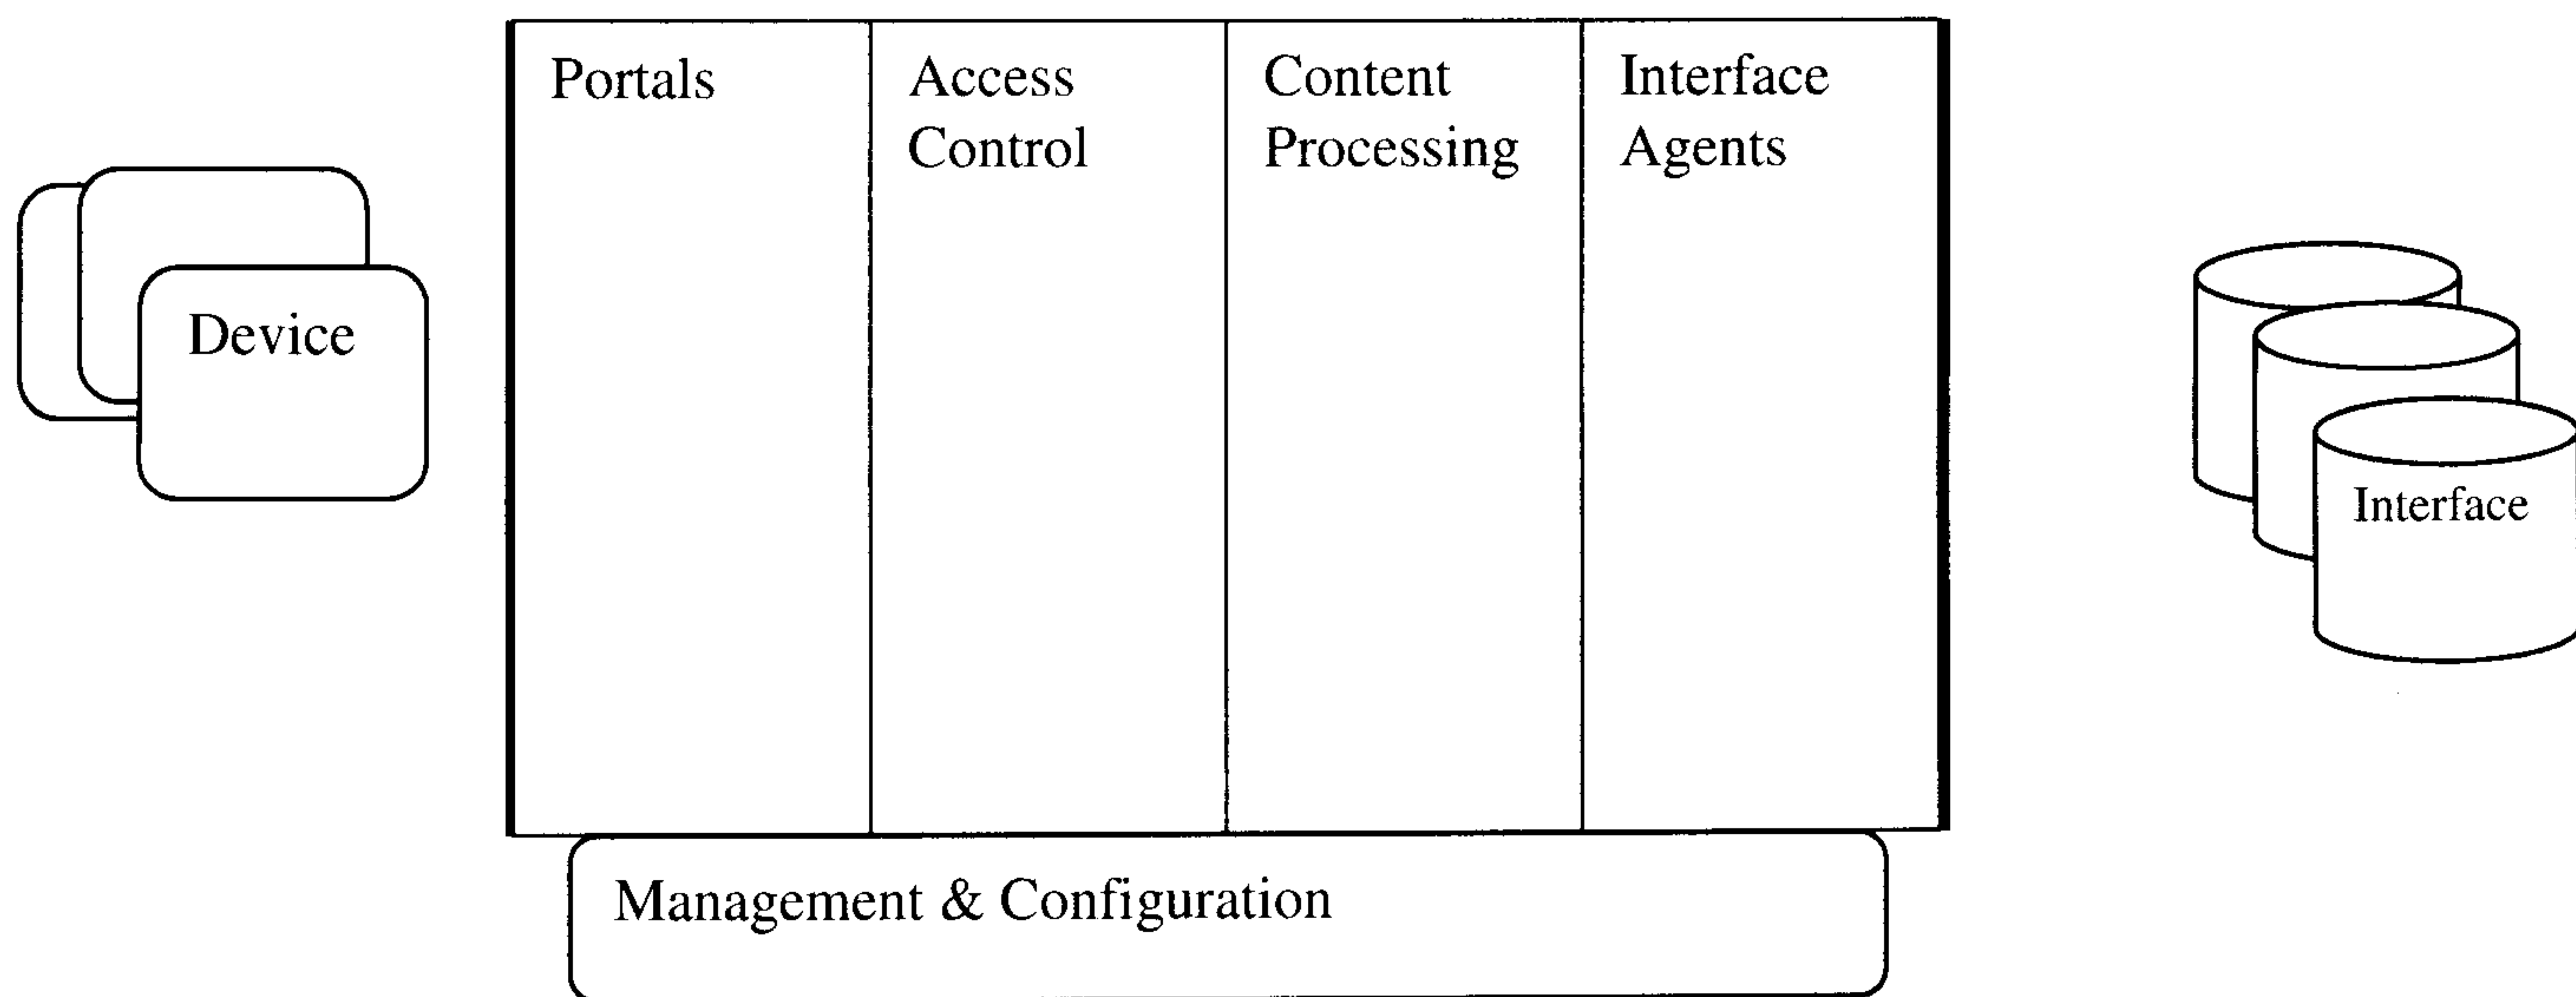 Portals
Access
Control
Content
Processing
Interface
Agents
Device
Interface
Management & Configuration